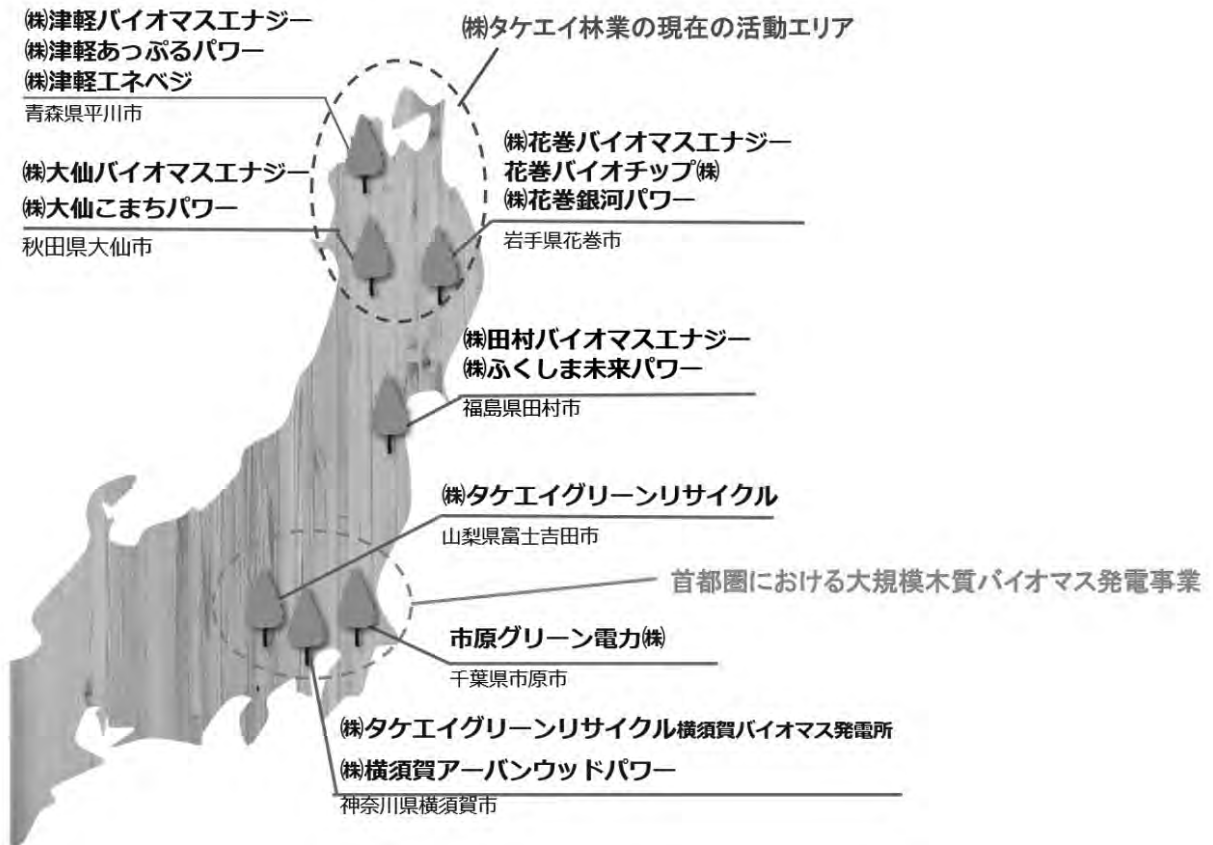 ㈱津軽バイオマスエナジー
㈱津軽あっぷるパワー
㈱津軽エネベジ
青森県平川市
㈱タケエイ林業の現在の活動エリア
㈱大仙バイオマスエナジー
㈱大仙こまちパワー
秋田県大仙市
㈱花巻バイオマスエナジー
花巻バイオチップ㈱
㈱花巻銀河パワー
岩手県花巻市
㈱田村バイオマスエナジー
㈱ふくしま未来パワー
福島県田村市
㈱タケエイグリーンリサイクル
山梨県富士吉田市
首都圏における大規模木質バイオマス発電事業
市原グリーン電力㈱
千葉県市原市
㈱タケエイグリーンリサイクル横須賀バイオマス発電所
㈱横須賀アーバンウッドパワー
神奈川県横須賀市